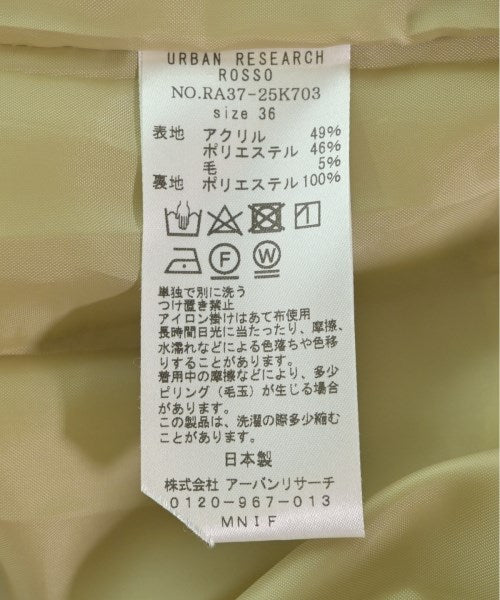 URBAN RESEARCH
ROSSO
NO.RA37-25K703
size 36
表地 アクリル 49%
ポリエステル 46%
毛 5%
裏地 ポリエステル 100%
F W
単独で別に洗う
つけ置き禁止
アイロン掛けはあて布使用
長時間日光に当たったり、摩擦、
水濡れなどによる色落ちや色移
りすることがあります。
着用中の摩擦などにより、多少
ピリング（毛玉）が生じる場合
があります。
この製品は、洗濯の際多少縮む
ことがあります。
日本製
株式会社 アーバンリサーチ
0120-967-013
MNIF